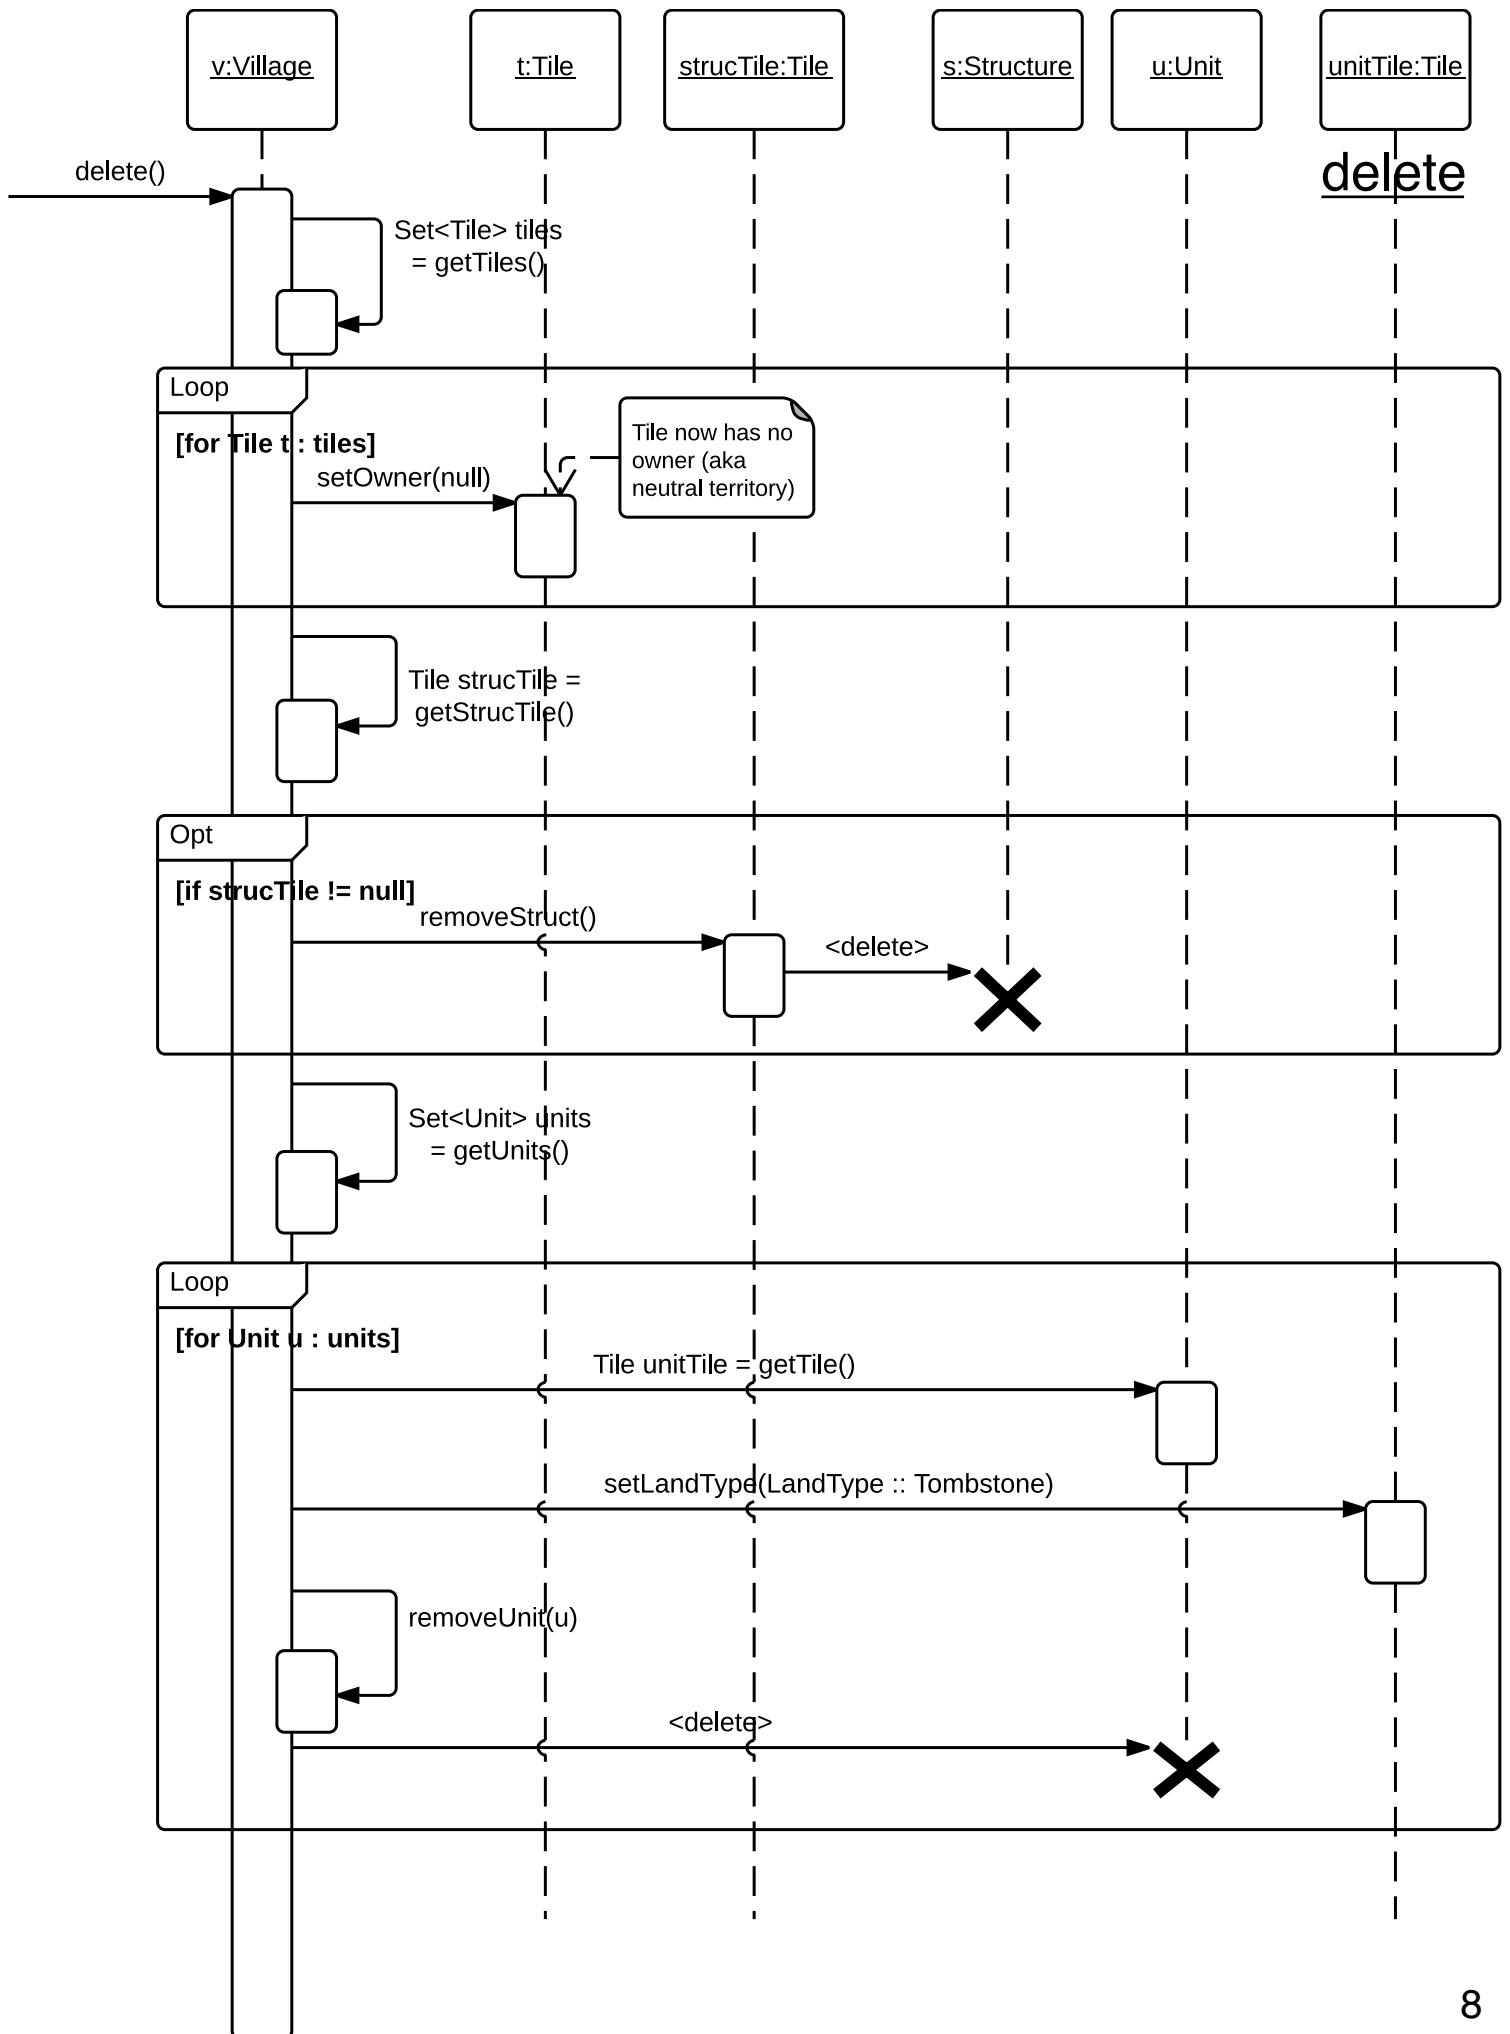 v:Village
t:Tile
strucTile:Tile
s:Structure
u:Unit
unitTile:Tile
delete
delete()
Set<Tile> tiles
= getTiles()
Loop
[for Tile t : tiles]
Tile now has no
owner (aka
neutral territory)
setOwner(null)
Tile strucTile =
getStrucTile()
Opt
[if strucTile != null]
removeStruct()
<delete>
Set<Unit> units
= getUnits()
Loop
[for Unit u : units]
Tile unitTile = getTile()
setLandType(LandType :: Tombstone)
removeUnit(u)
<delete>
8